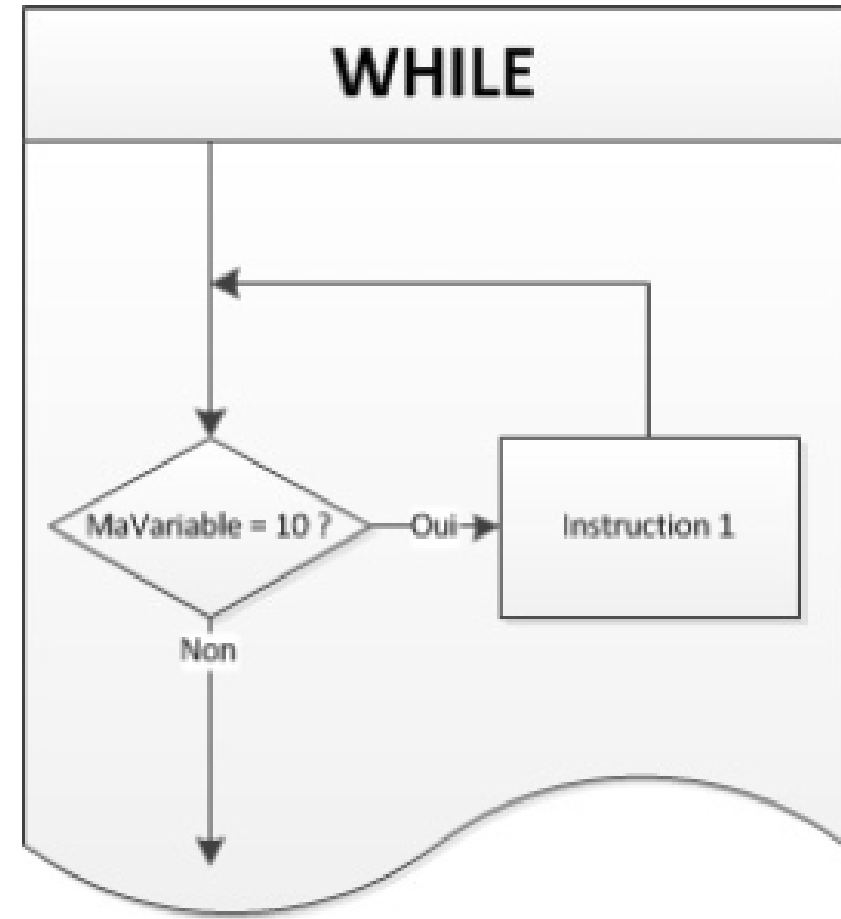 WHILE
MaVariable = 10 ?
Oui
Instruction 1
Non